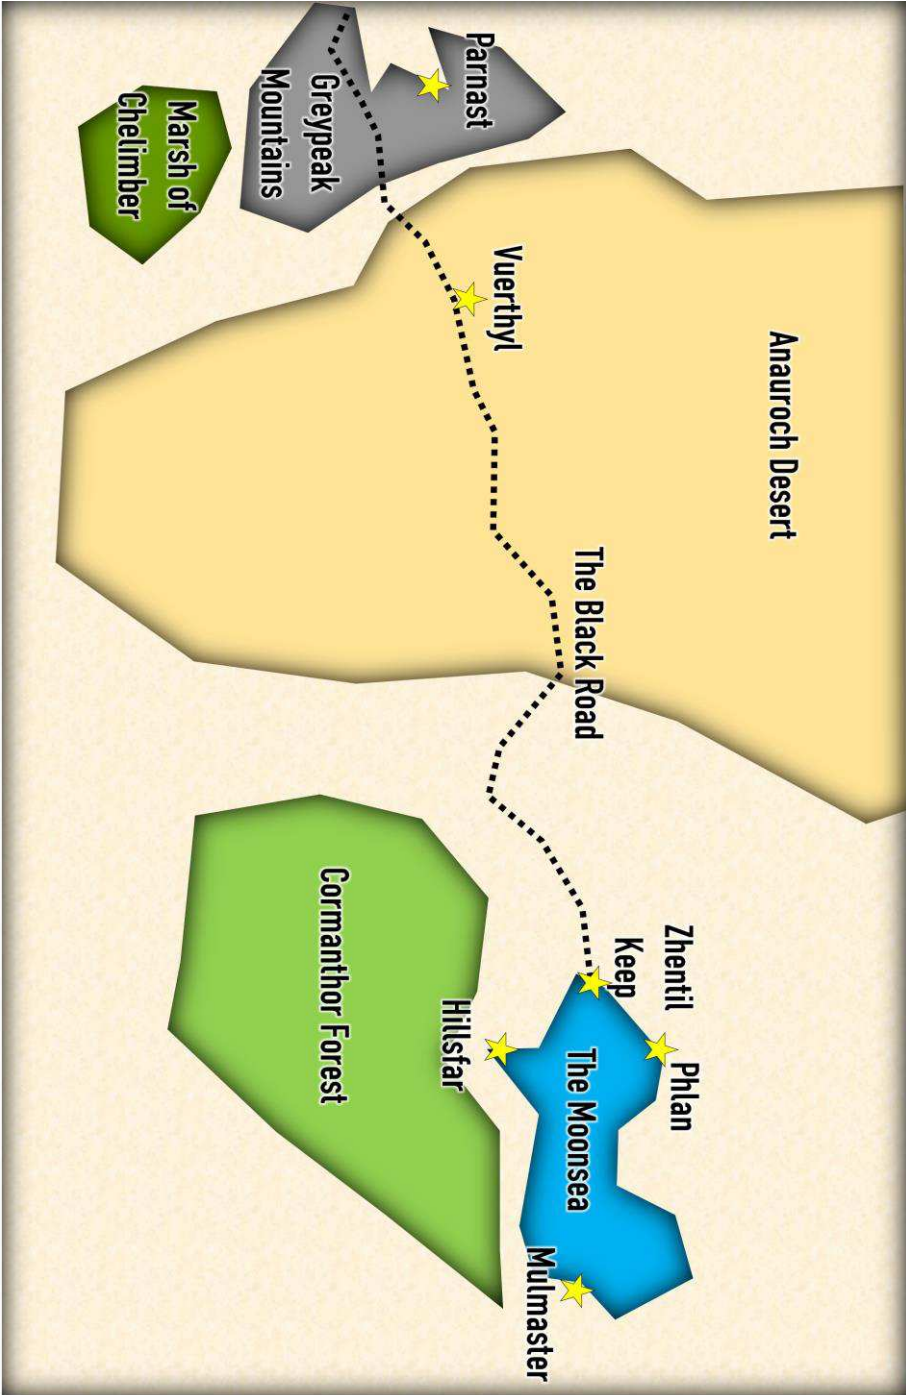 Anauroch Desert
Zhentil
Keep
Phlan
The Black Road
The Moonsea
Mulmaster
Vuerthyl
Parnast
Hillsfar
Cormanthor Forest
Greypeak
Mountains
Marsh of
Chelimber